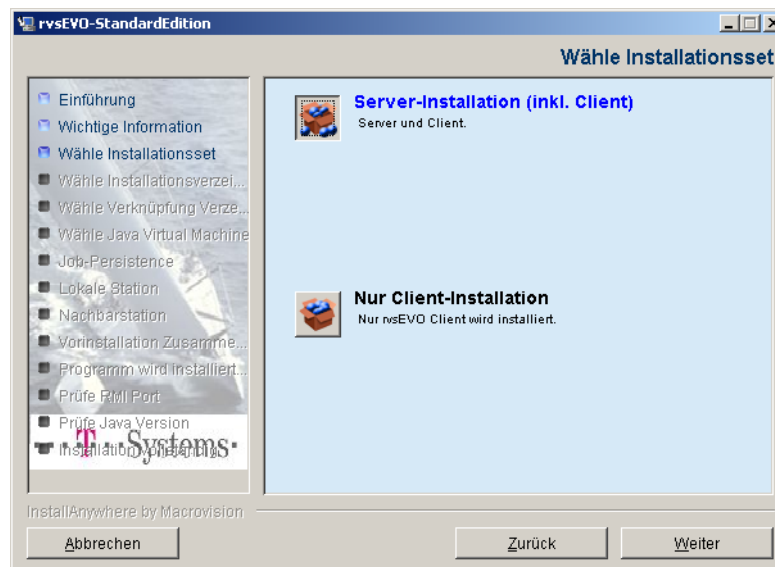 rvsEVO-StandardEdition
Wähle Installationsset
Einführung
Wichtige Information
Wähle Installationsset
Wähle Installationsverzei...
Wähle Verknüpfung Verze...
Wähle Java Virtual Machine
Job-Persistence
Lokale Station
Nachbarstation
Vorinstallation Zusamme...
Programm wird installiert...
Prüfe RMI Port
Prüfe Java Version
Installation vollständig
T Systems
Server-Installation (inkl. Client)
Server und Client.
Nur Client-Installation
Nur rvsEVO Client wird installiert.
InstallAnywhere by Macrovision
Abbrechen
Zurück
Weiter